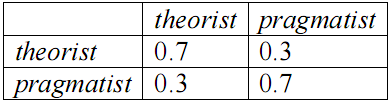 theorist pragmatist
theorist 0.7 0.3
pragmatist 0.3 0.7